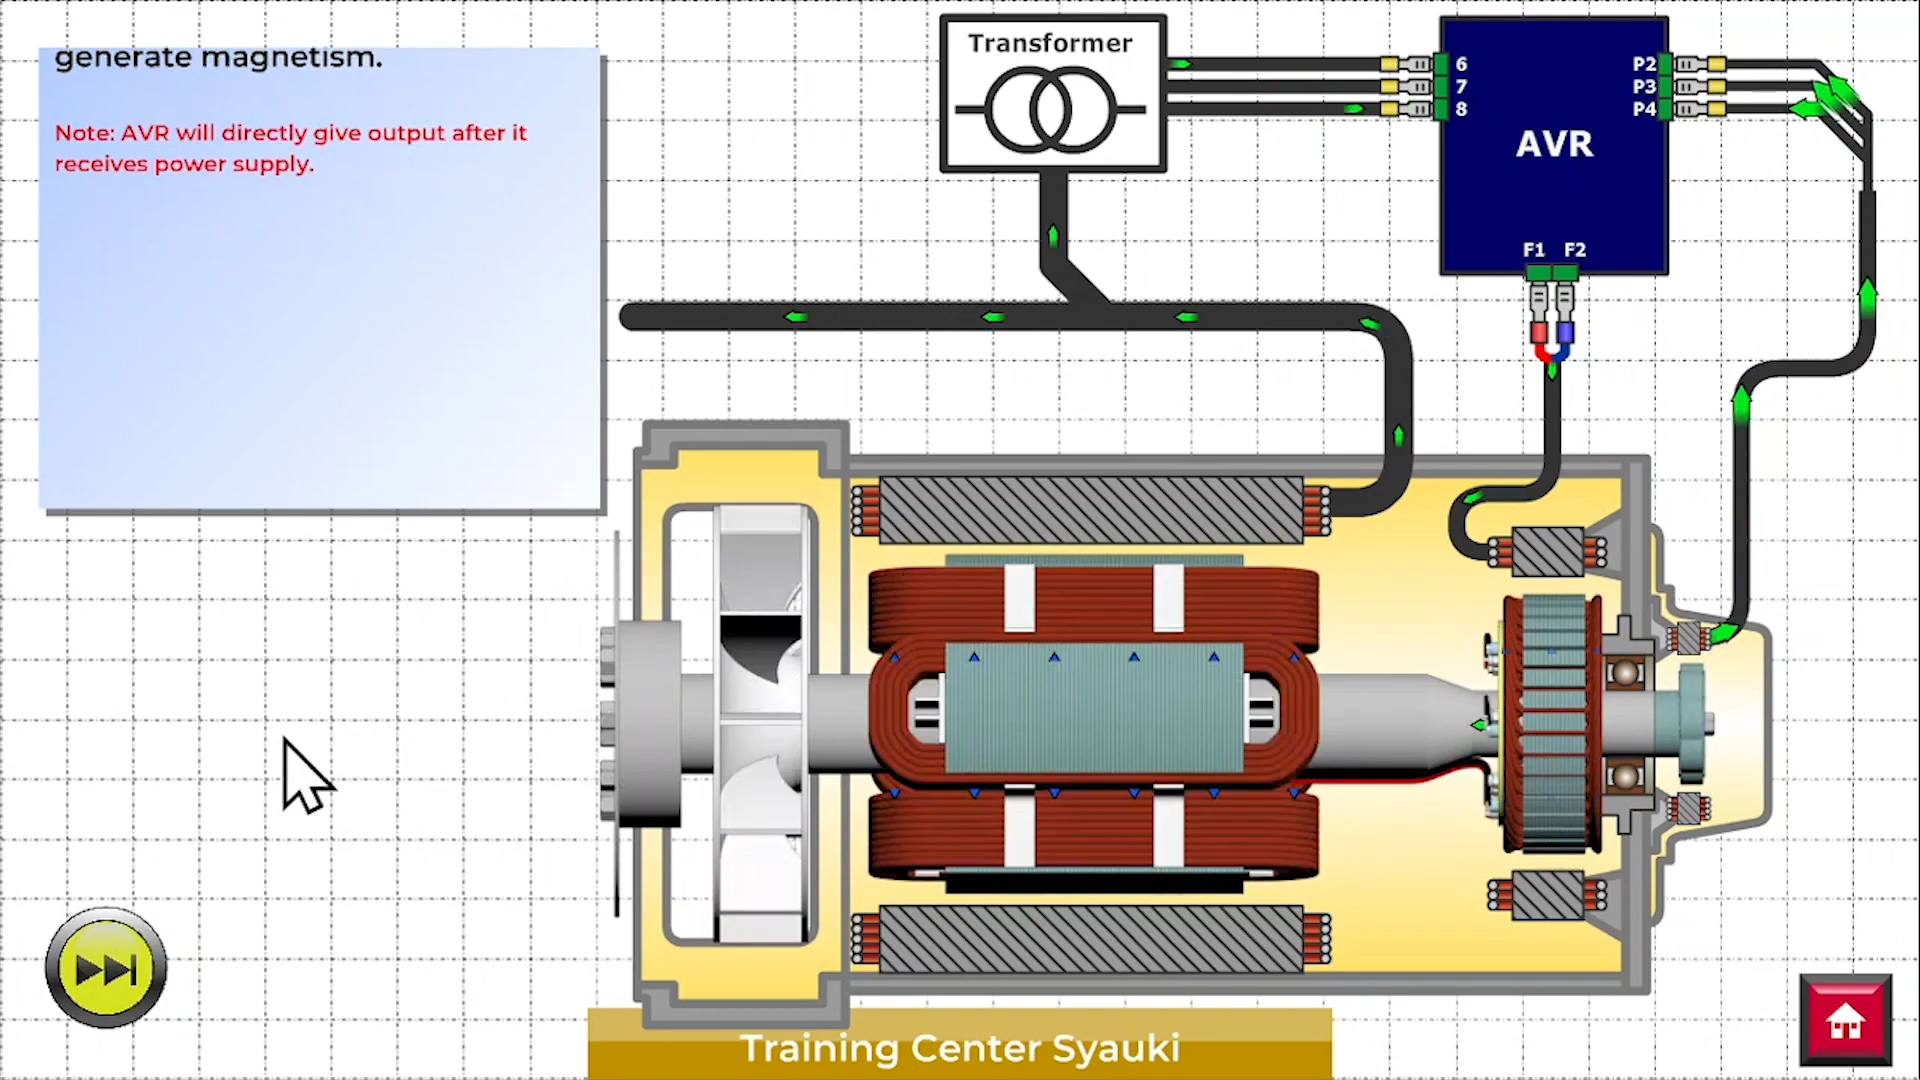 generate magnetism.
Note: AVR will directly give output after it
receives power supply.
Transformer
6
7
8
P2
P3
P4
AVR
F1 F2
Training Center Syauki